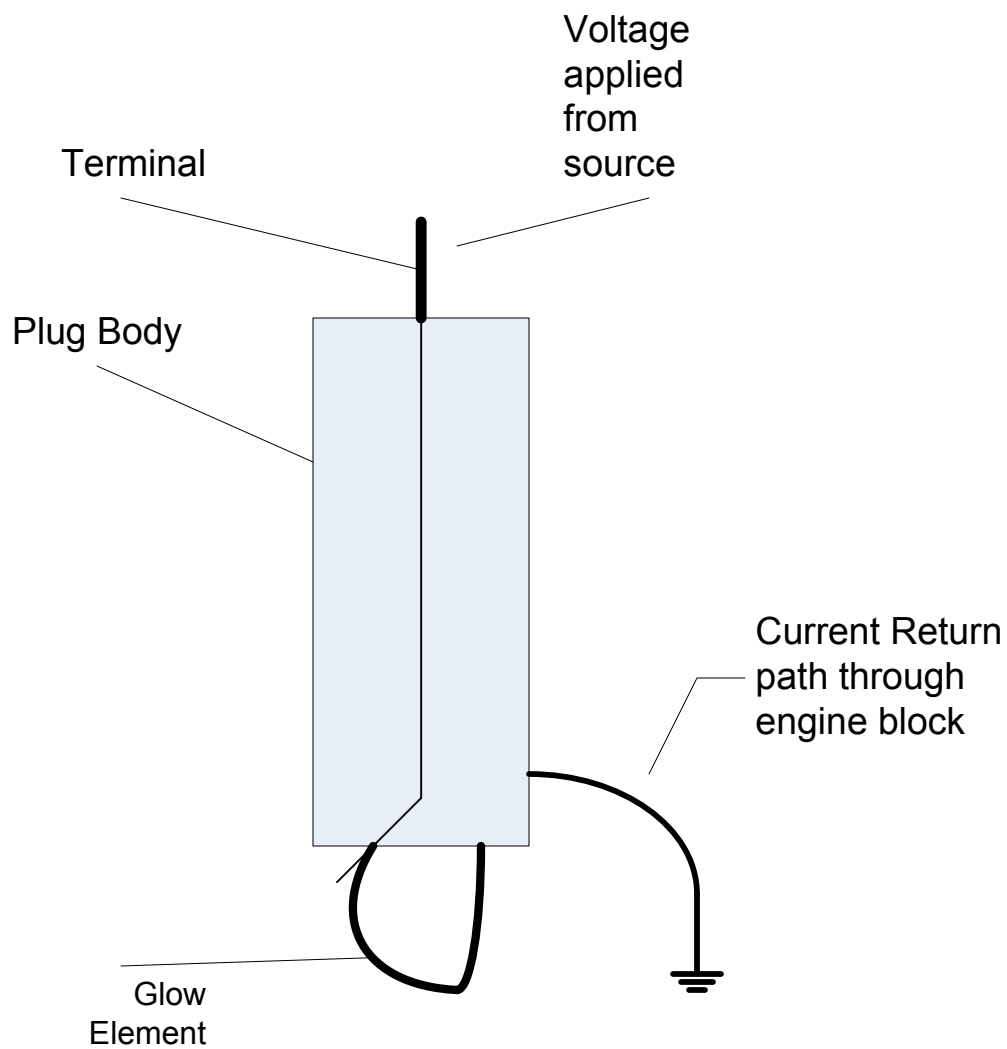 Voltage
applied
from
source
Terminal
Plug Body
Current Return
path through
engine block
Glow
Element